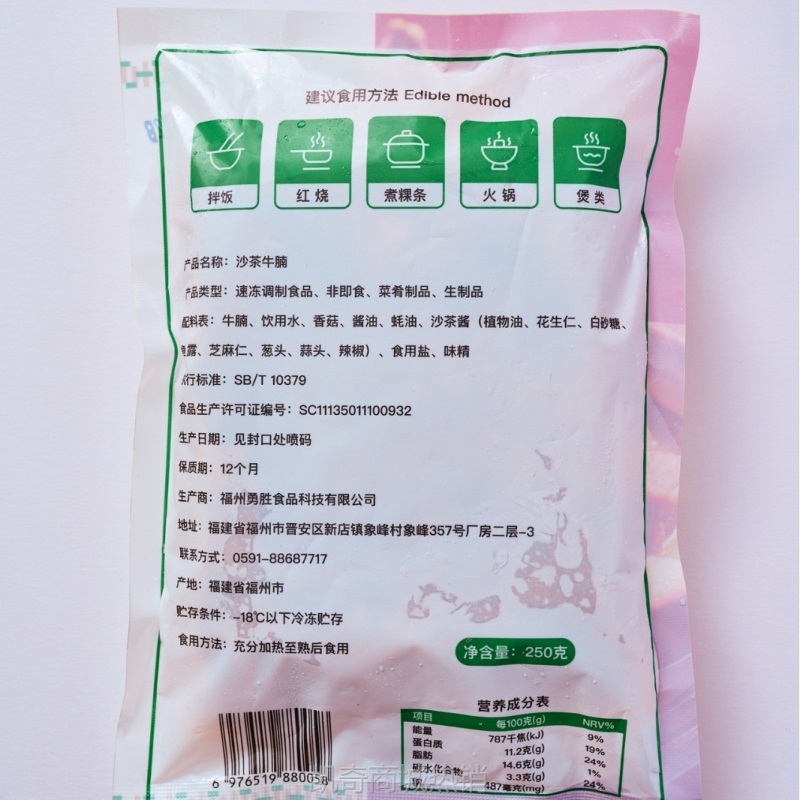 建议食用方法 Edible method
拌饭 红烧 煮粿条 火锅 煲类
产品名称：沙茶牛腩
产品类型：速冻调制食品、非即食、菜肴制品、生制品
配料表：牛腩、饮用水、香菇、酱油、蚝油、沙茶酱（植物油、花生仁、白砂糖、
露、芝麻仁、葱头、蒜头、辣椒）、食用盐、味精
执行标准：SB/T 10379
食品生产许可证编号：SC11135011100932
生产日期：见封口处喷码
保质期：12个月
生产商：福州勇胜食品科技有限公司
地址：福建省福州市晋安区新店镇象峰村象峰357号厂房二层-3
联系方式：0591-88687717
产地：福建省福州市
贮存条件：-18℃以下冷冻贮存
食用方法：充分加热至熟后食用
净含量：250克
营养成分表
项目 每100克(g) NRV%
能量 787千焦(kJ) 9%
蛋白质 11.2克(g) 19%
脂肪 14.6克(g) 24%
碳水化合物 3.3克(g) 1%
487毫克(mg) 24%
6 976519 880058